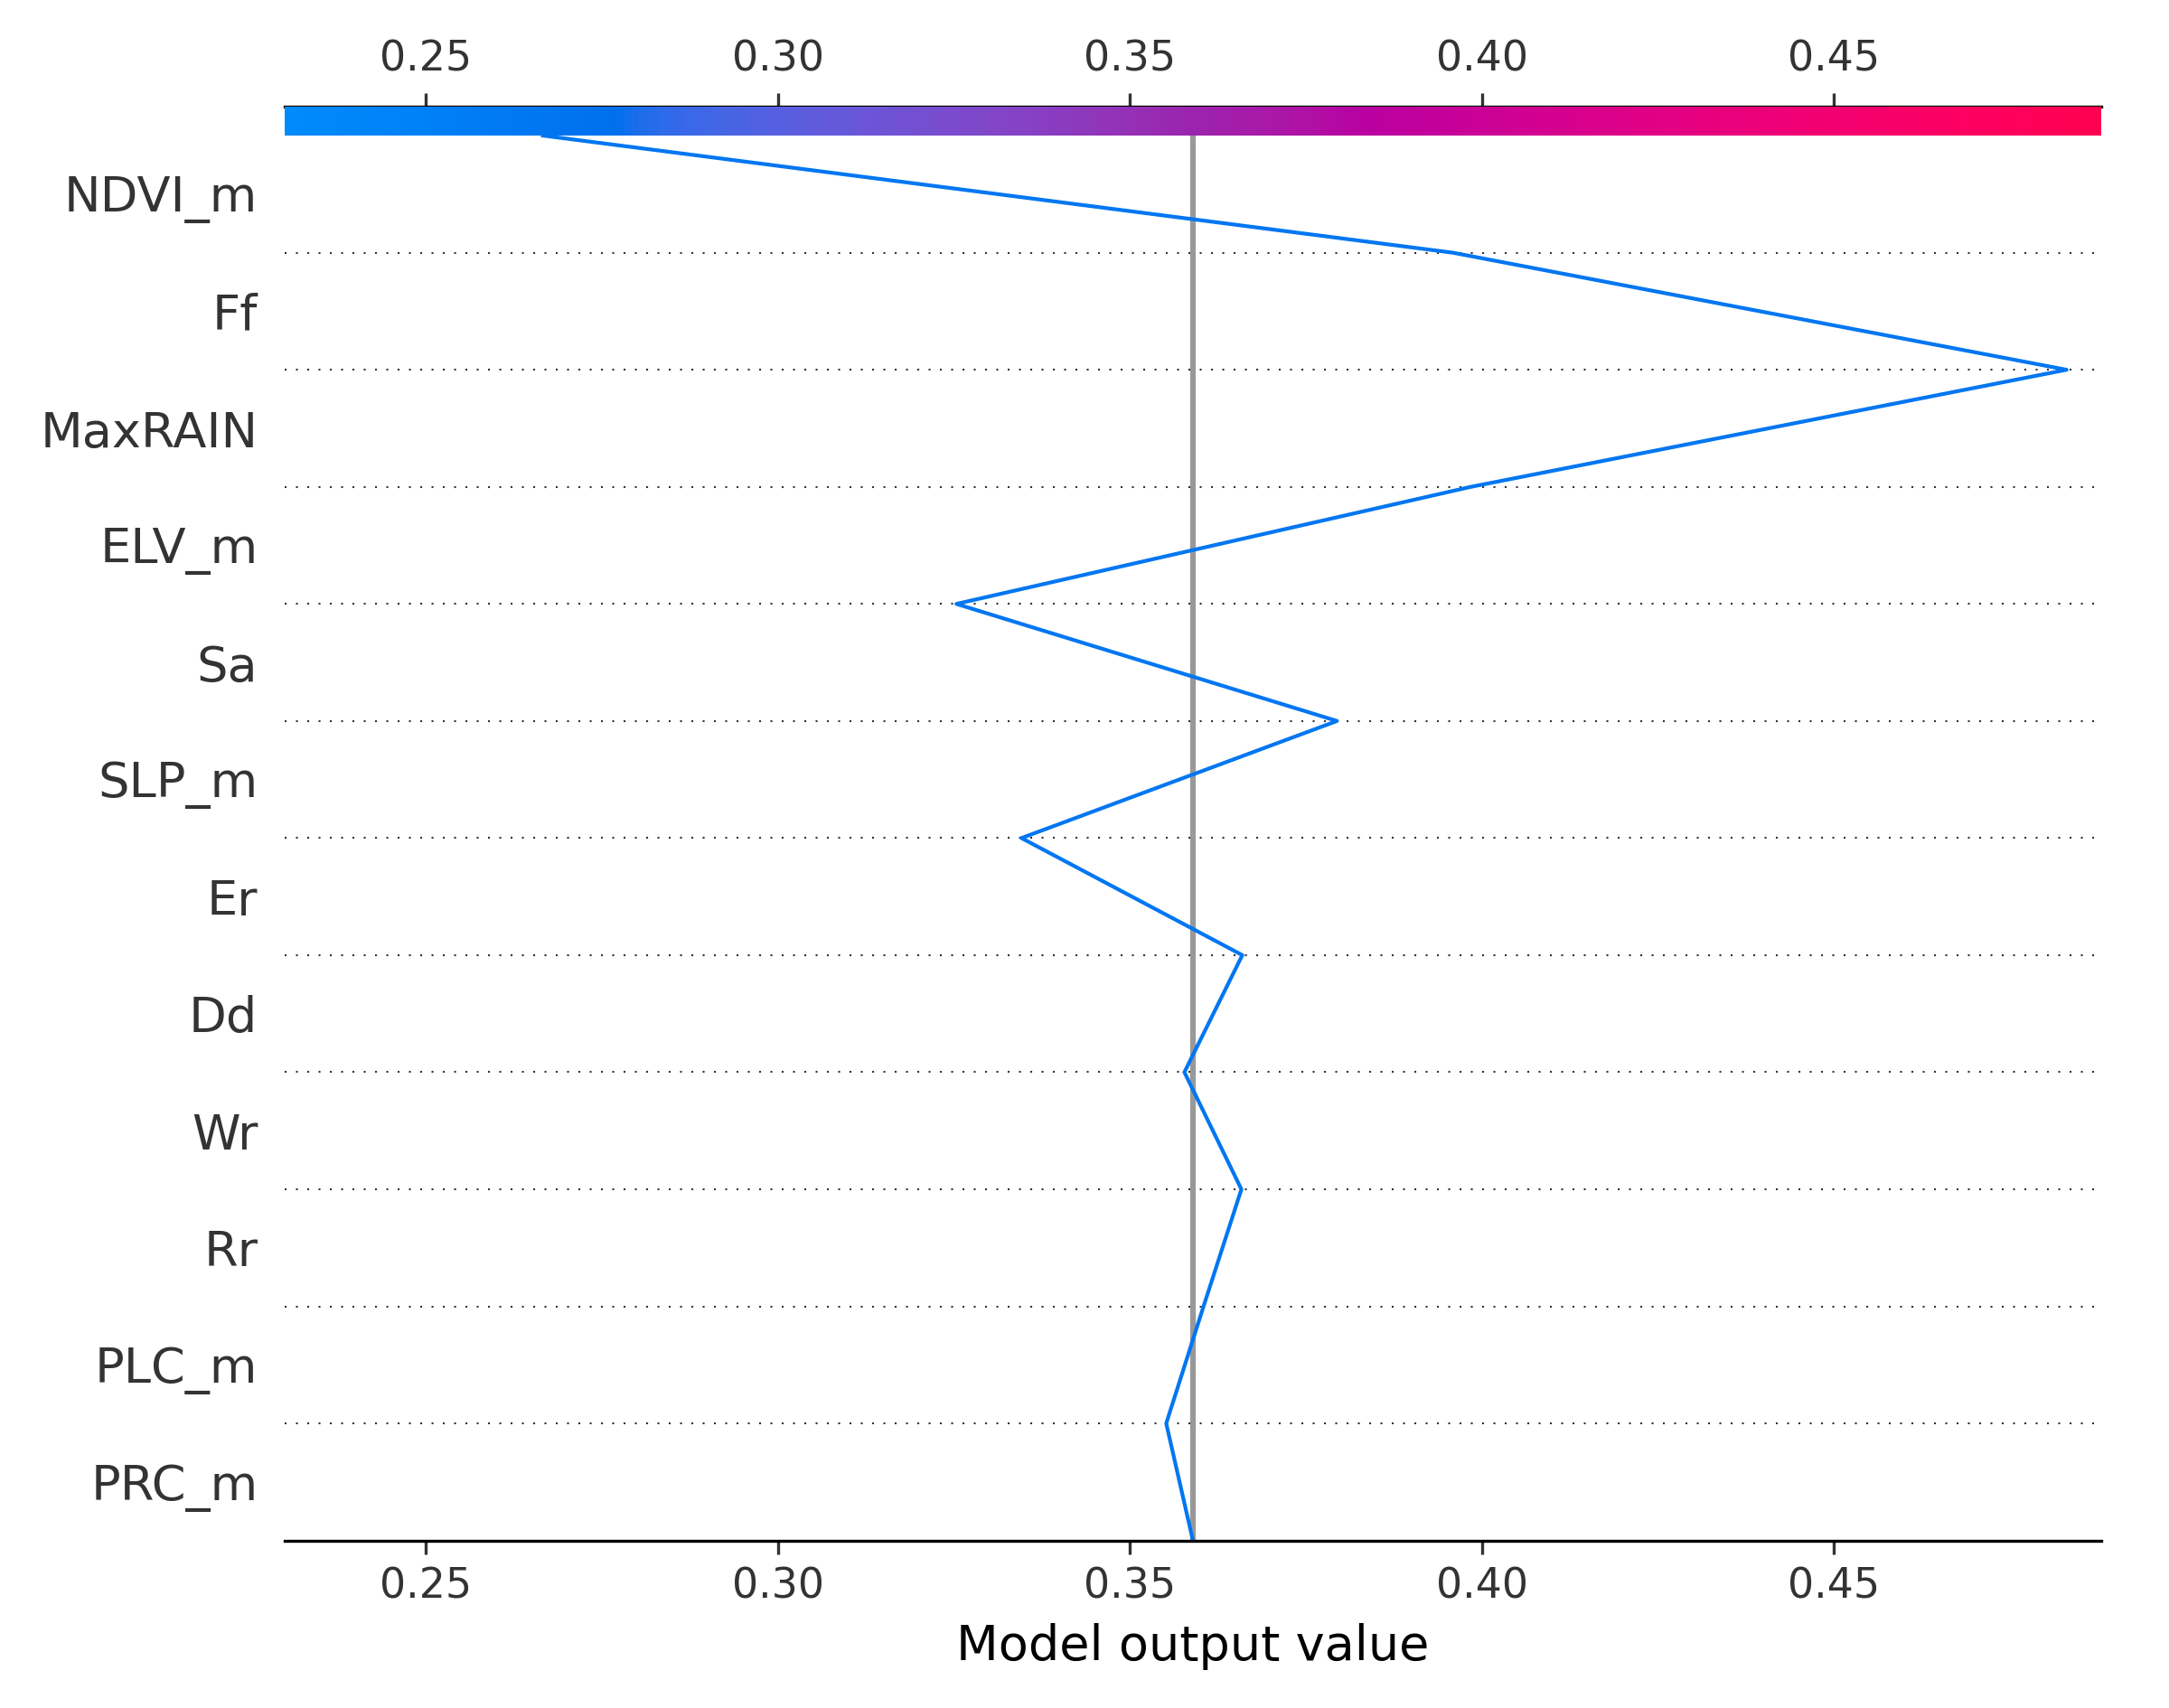 0.25 0.30 0.35 0.40 0.45
NDVI_m
Ff
MaxRAIN
ELV_m
Sa
SLP_m
Er
Dd
Wr
Rr
PLC_m
PRC_m
0.25 0.30 0.35 0.40 0.45
Model output value